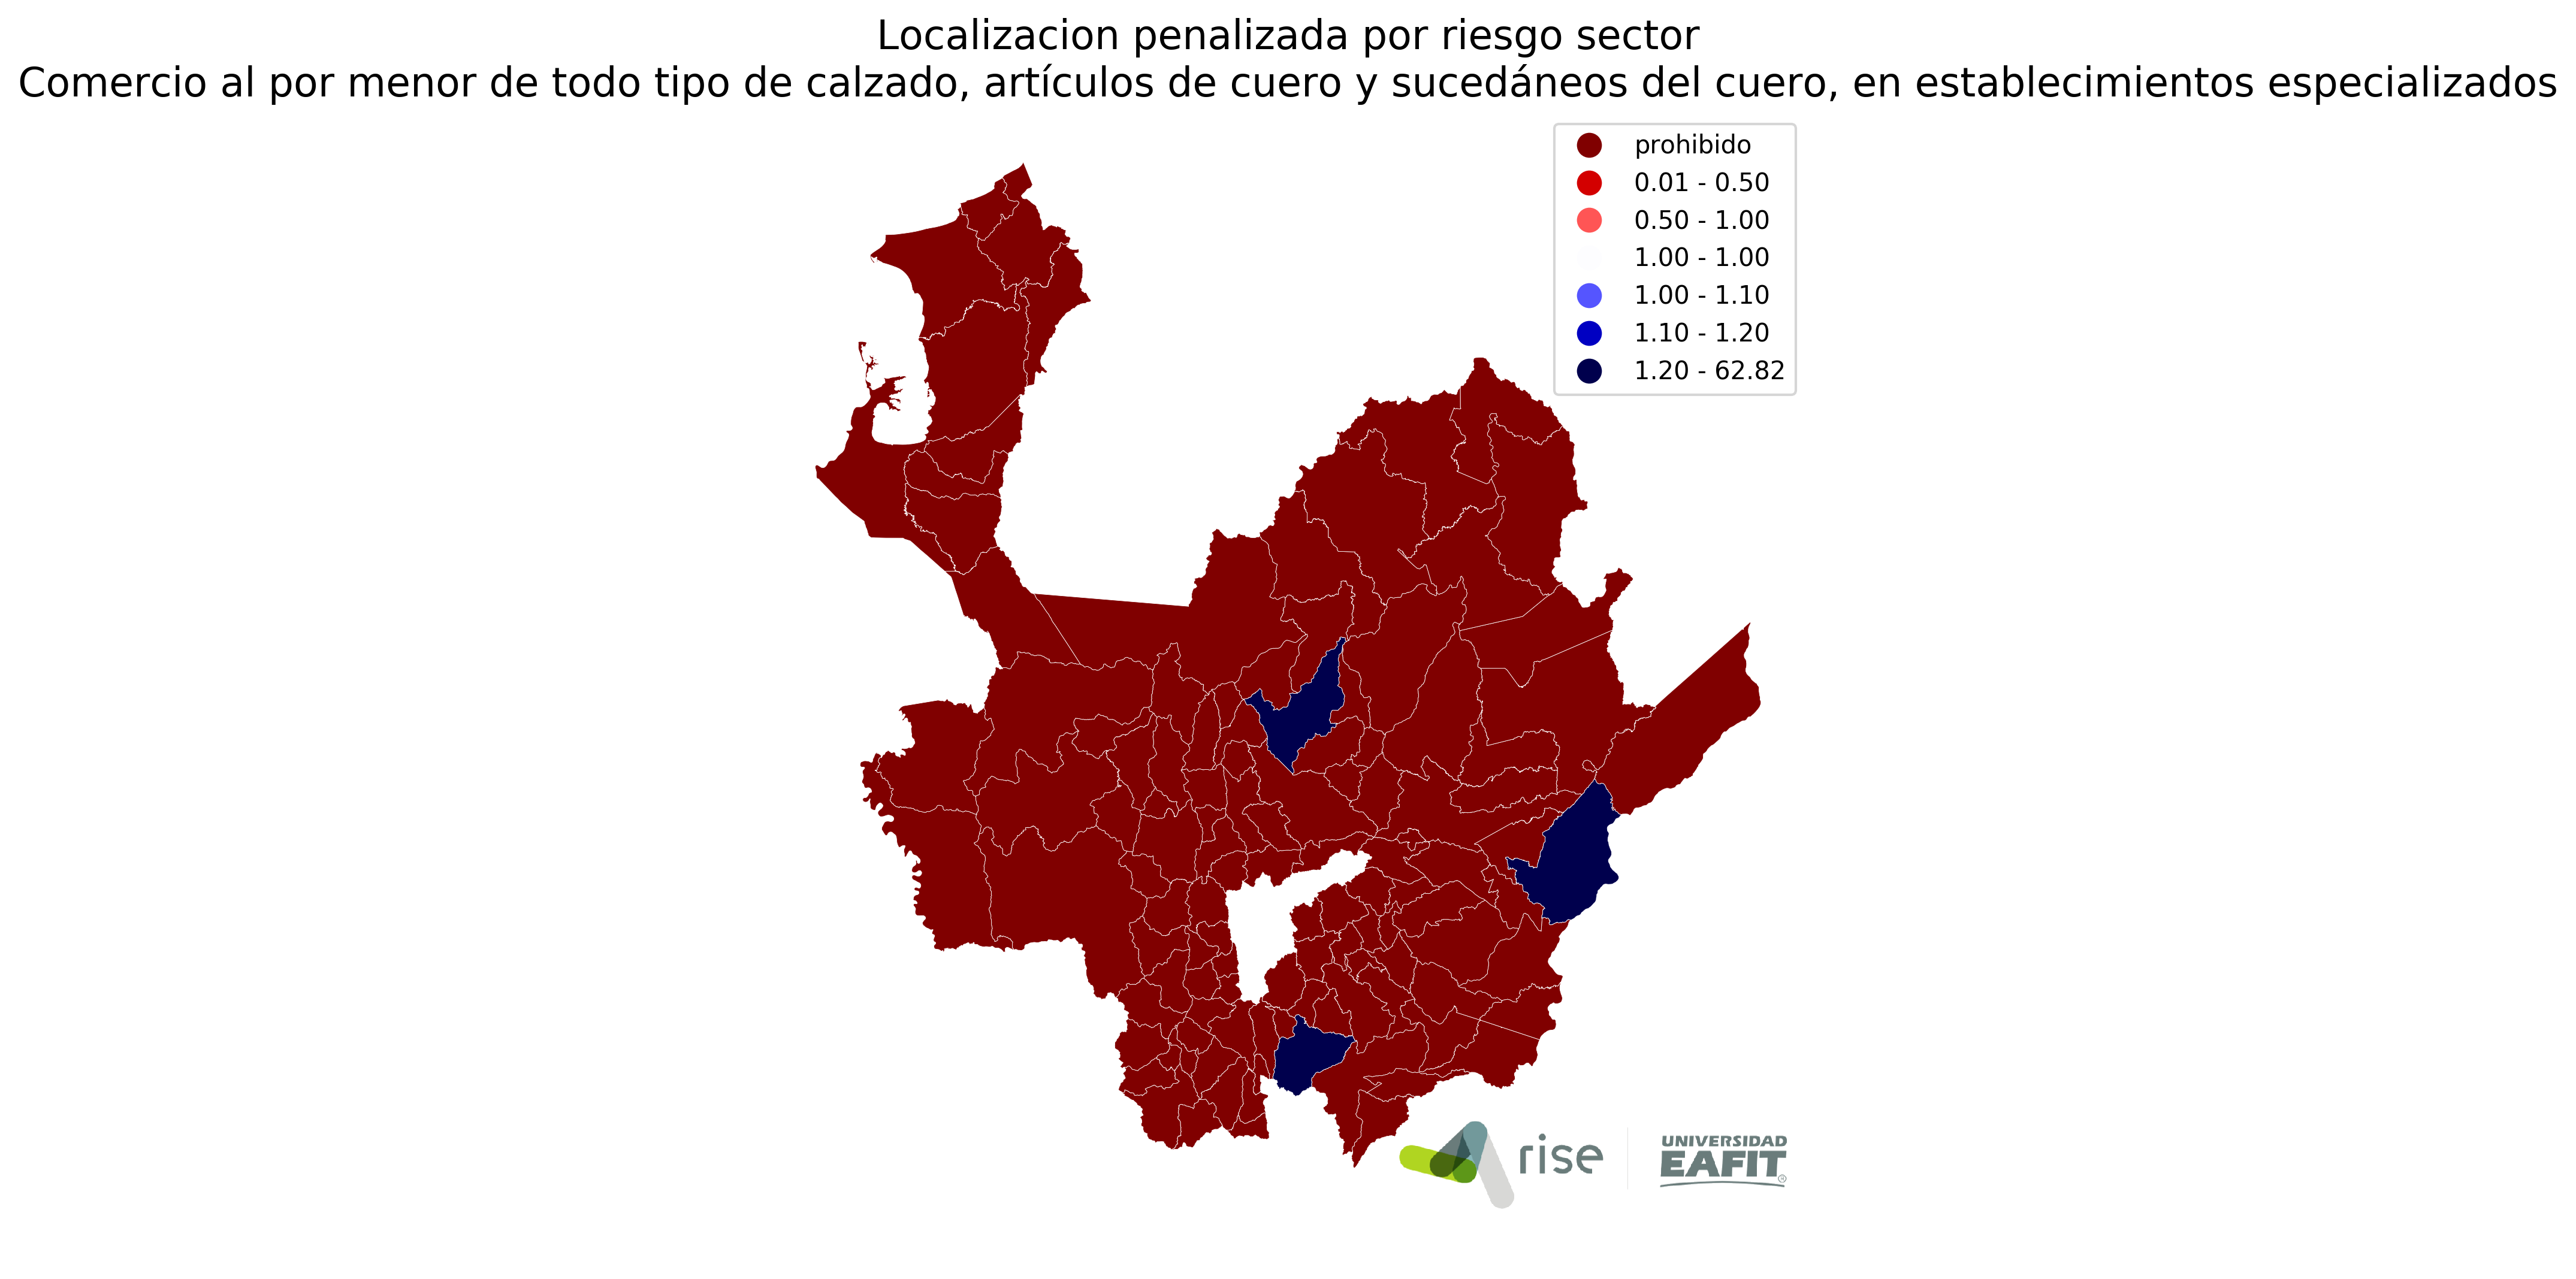 Localizacion penalizada por riesgo sector
Comercio al por menor de todo tipo de calzado, artículos de cuero y sucedáneos del cuero, en establecimientos especializados
prohibido
0.01 - 0.50
0.50 - 1.00
1.00 - 1.00
1.00 - 1.10
1.10 - 1.20
1.20 - 62.82
rise
UNIVERSIDAD
EAFIT®